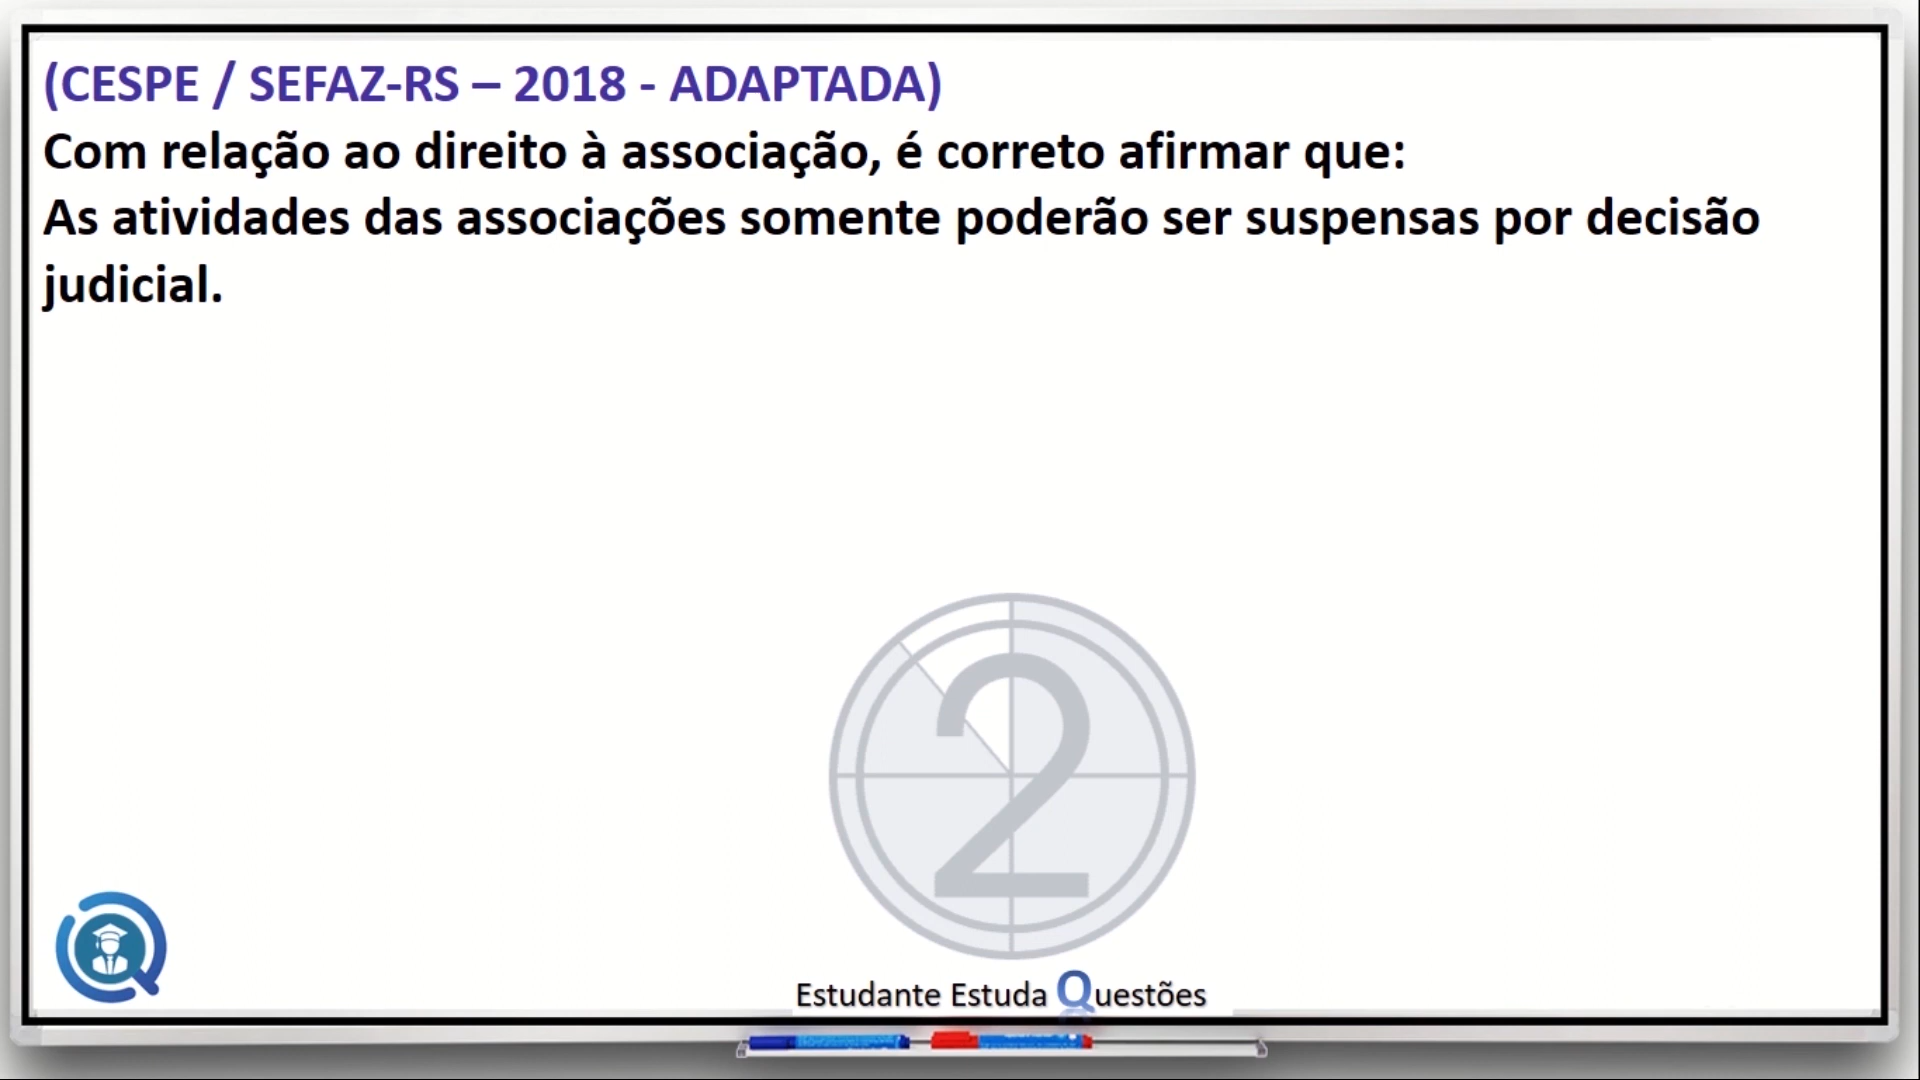 (CESPE / SEFAZ-RS – 2018 - ADAPTADA)
Com relação ao direito à associação, é correto afirmar que:
As atividades das associações somente poderão ser suspensas por decisão
judicial.
2
Estudante Estuda Questões